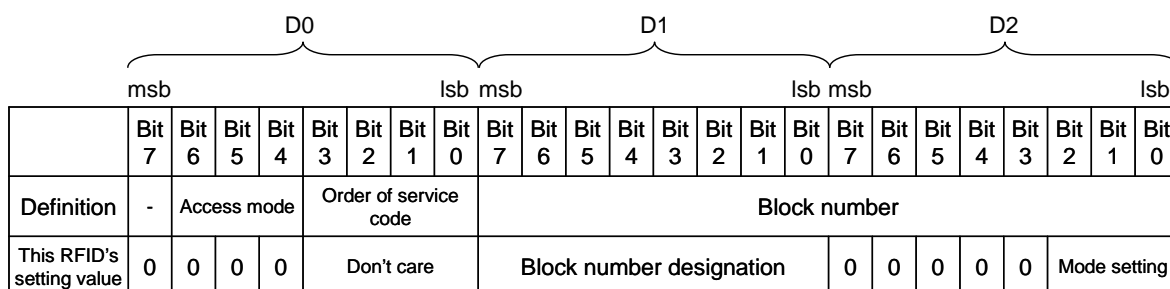 D0 D1 D2
msb lsb msb lsb msb lsb
Bit 7 Bit 6 Bit 5 Bit 4 Bit 3 Bit 2 Bit 1 Bit 0 Bit 7 Bit 6 Bit 5 Bit 4 Bit 3 Bit 2 Bit 1 Bit 0 Bit 7 Bit 6 Bit 5 Bit 4 Bit 3 Bit 2 Bit 1 Bit 0
Definition - Access mode Order of service code Block number
This RFID's setting value 0 0 0 0 Don't care Block number designation 0 0 0 0 0 Mode setting